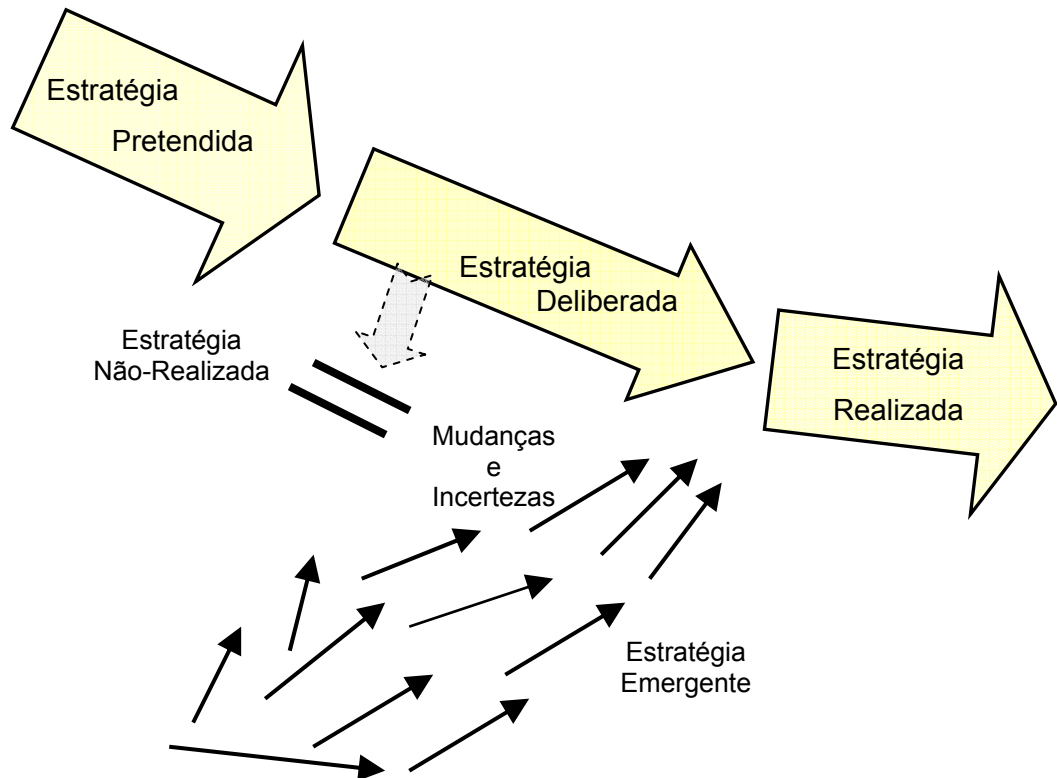 Estratégia
Pretendida
Estratégia
Deliberada
Estratégia
Não-Realizada
Estratégia
Realizada
Mudanças
e
Incertezas
Estratégia
Emergente